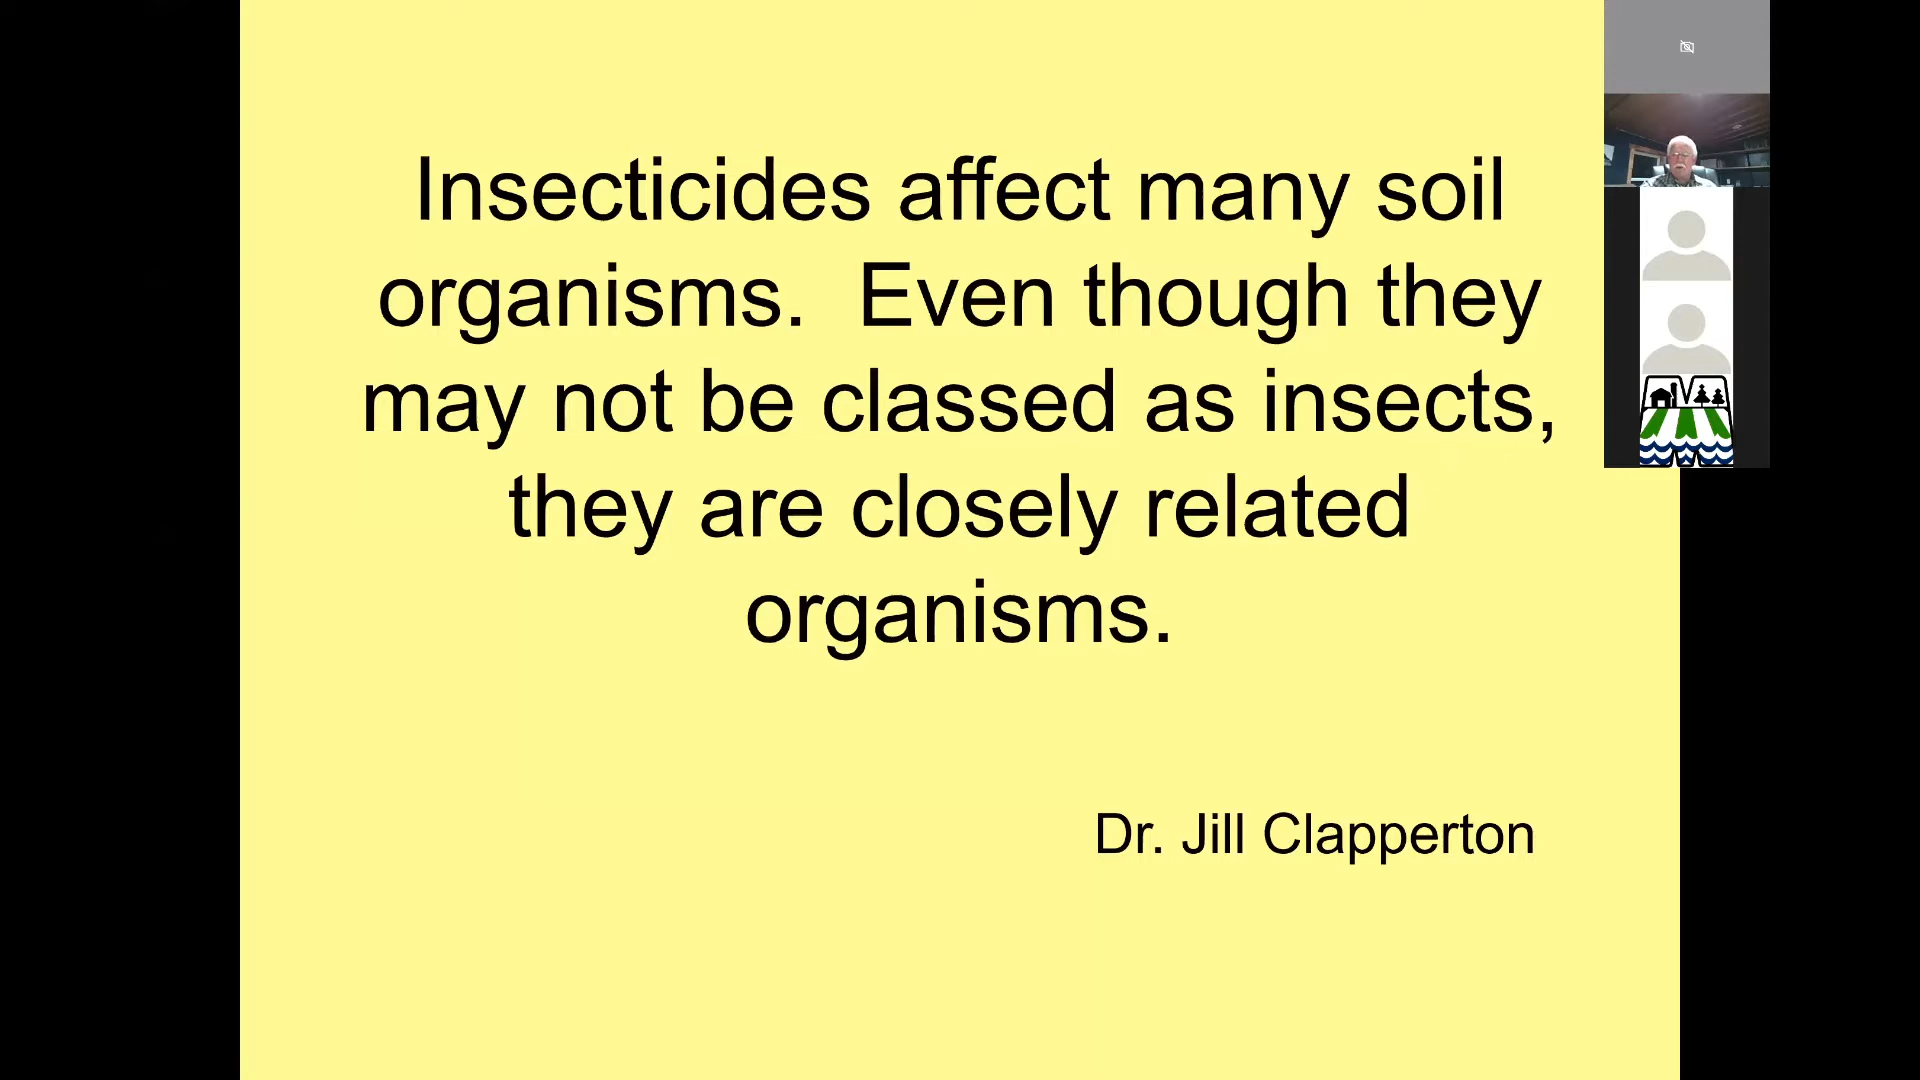 Insecticides affect many soil
organisms.  Even though they
may not be classed as insects,
they are closely related
organisms.
Dr. Jill Clapperton